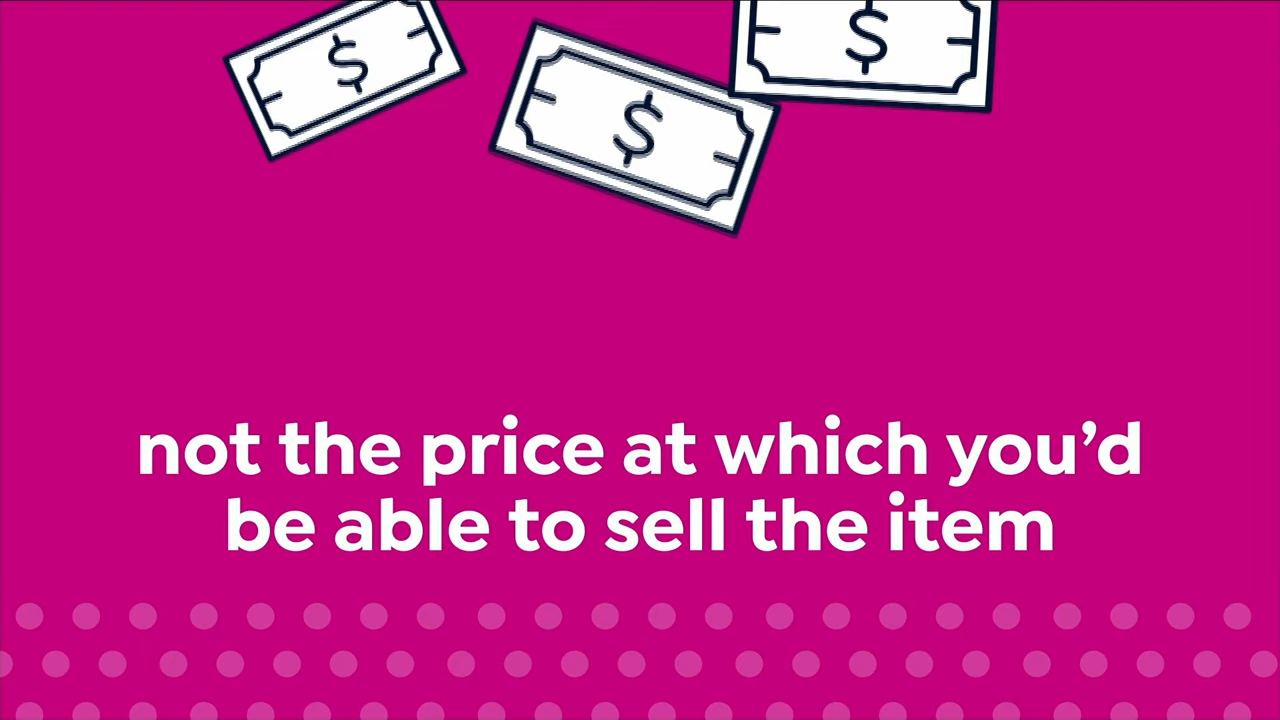 $
$
$
not the price at which you’d
be able to sell the item